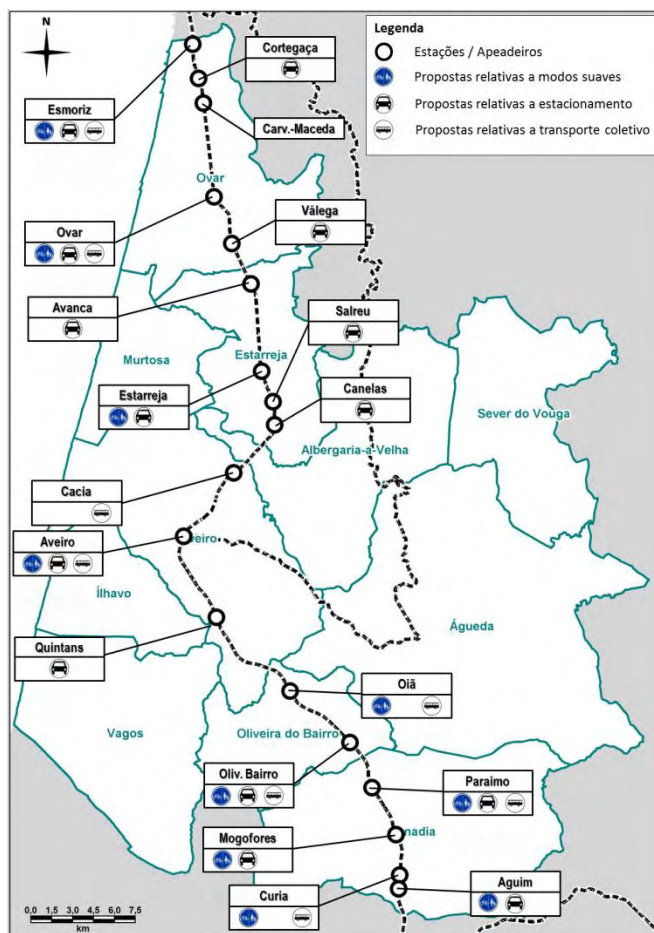 N
Legenda
Estações / Apeadeiros
Propostas relativas a modos suaves
Propostas relativas a estacionamento
Propostas relativas a transporte coletivo
Cortegaça
Esmoriz
Carv.-Maceda
Ovar
Ovar
Válega
Avanca
Salreu
Murtosa
Estarreja
Estarreja
Canelas
Sever do Vouga
Albergaria-a-Velha
Cacia
Aveiro
veiro
Ílhavo
Águeda
Quintans
Oiã
Vagos
Oliveira do Bairro
Oliv. Bairro
Paraimo
Mogofores
nadia
Curia
Aguim
0,0 1,5 3,0 4,5 6,0 7,5
km